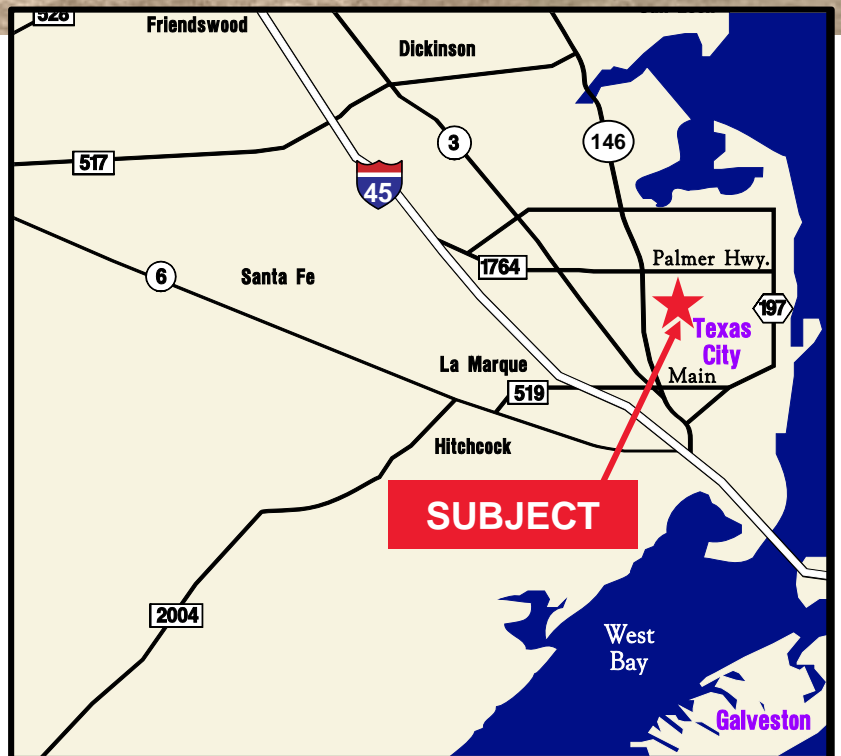 528
Friendswood
Dickinson
3
146
517
45
Palmer Hwy.
1764
6
Santa Fe
197
Texas
City
La Marque
Main
519
Hitchcock
SUBJECT
2004
West
Bay
Galveston